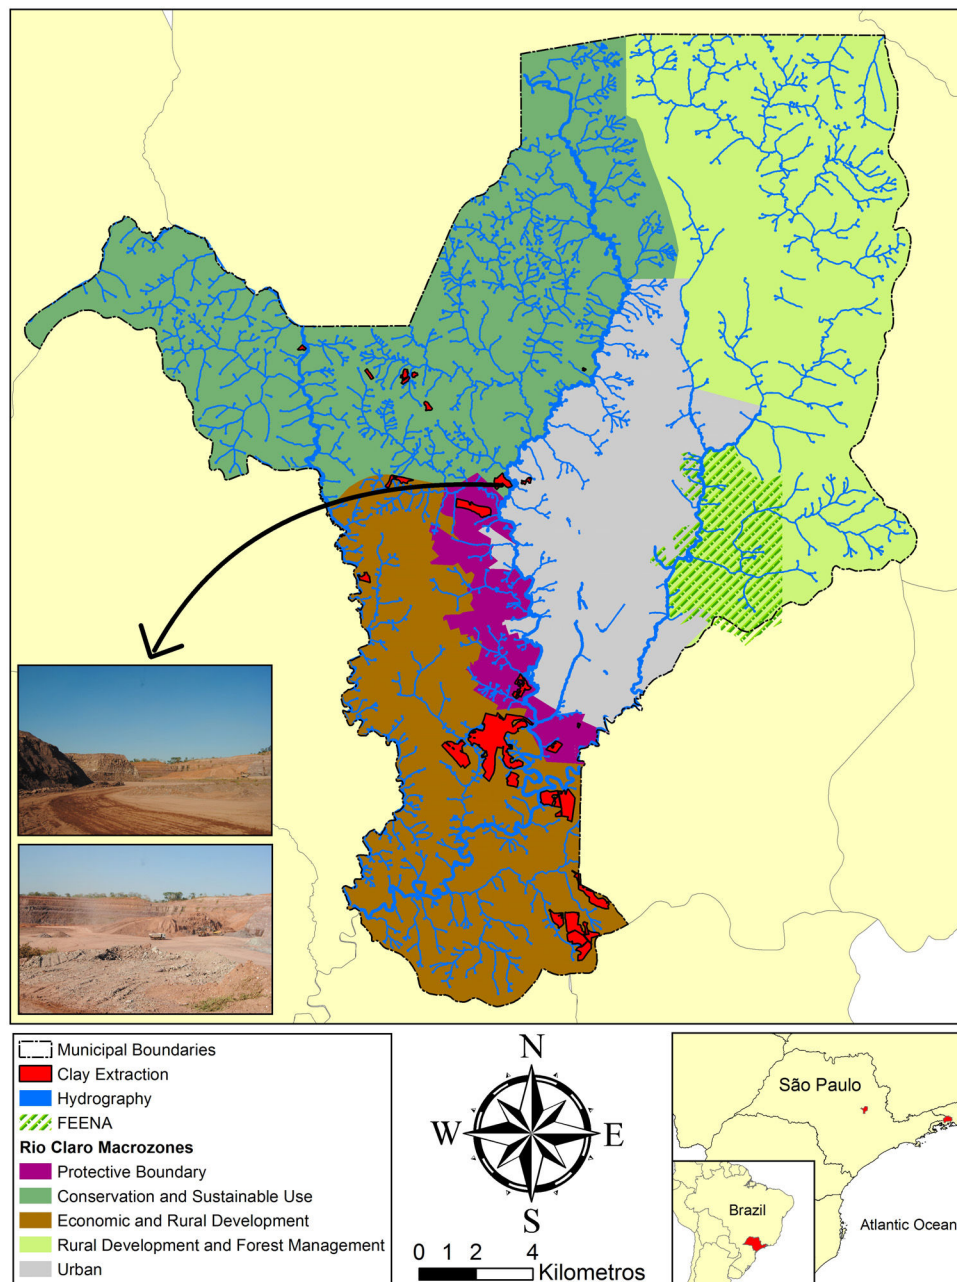 Municipal Boundaries
Clay Extraction
Hydrography
FEENA
Rio Claro Macrozones
Protective Boundary
Conservation and Sustainable Use
Economic and Rural Development
Rural Development and Forest Management
Urban
N
W E
S
0 1 2 4
Kilometros
São Paulo
Brazil
Atlantic Ocean